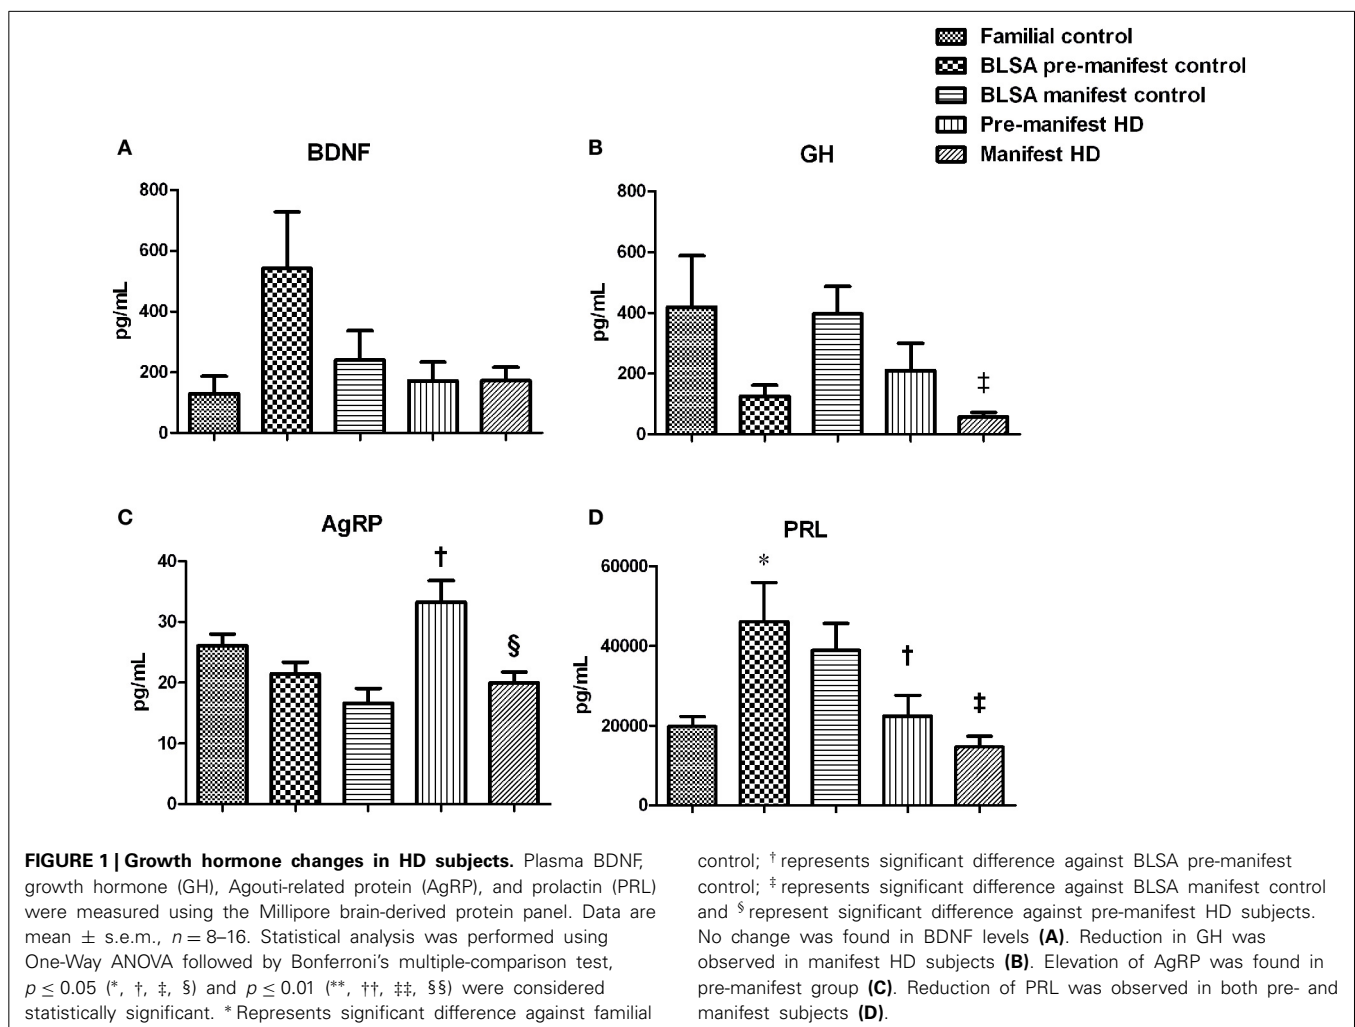 Familial control
BLSA pre-manifest control
BLSA manifest control
Pre-manifest HD
Manifest HD
A
BDNF
pg/mL
800
600
400
200
0
B
GH
pg/mL
800
600
400
200
0
‡
C
AgRP
pg/mL
40
30
20
10
0
†
§
D
PRL
pg/mL
60000
40000
20000
0
*
†
‡
FIGURE 1 | Growth hormone changes in HD subjects. Plasma BDNF,
growth hormone (GH), Agouti-related protein (AgRP), and prolactin (PRL)
were measured using the Millipore brain-derived protein panel. Data are
mean ± s.e.m., n = 8–16. Statistical analysis was performed using
One-Way ANOVA followed by Bonferroni's multiple-comparison test,
p ≤ 0.05 (*, †, ‡, §) and p ≤ 0.01 (**, ††, ‡‡, §§) were considered
statistically significant. *Represents significant difference against familial
control; † represents significant difference against BLSA pre-manifest
control; ‡ represents significant difference against BLSA manifest control
and § represent significant difference against pre-manifest HD subjects.
No change was found in BDNF levels (A). Reduction in GH was
observed in manifest HD subjects (B). Elevation of AgRP was found in
pre-manifest group (C). Reduction of PRL was observed in both pre- and
manifest subjects (D).